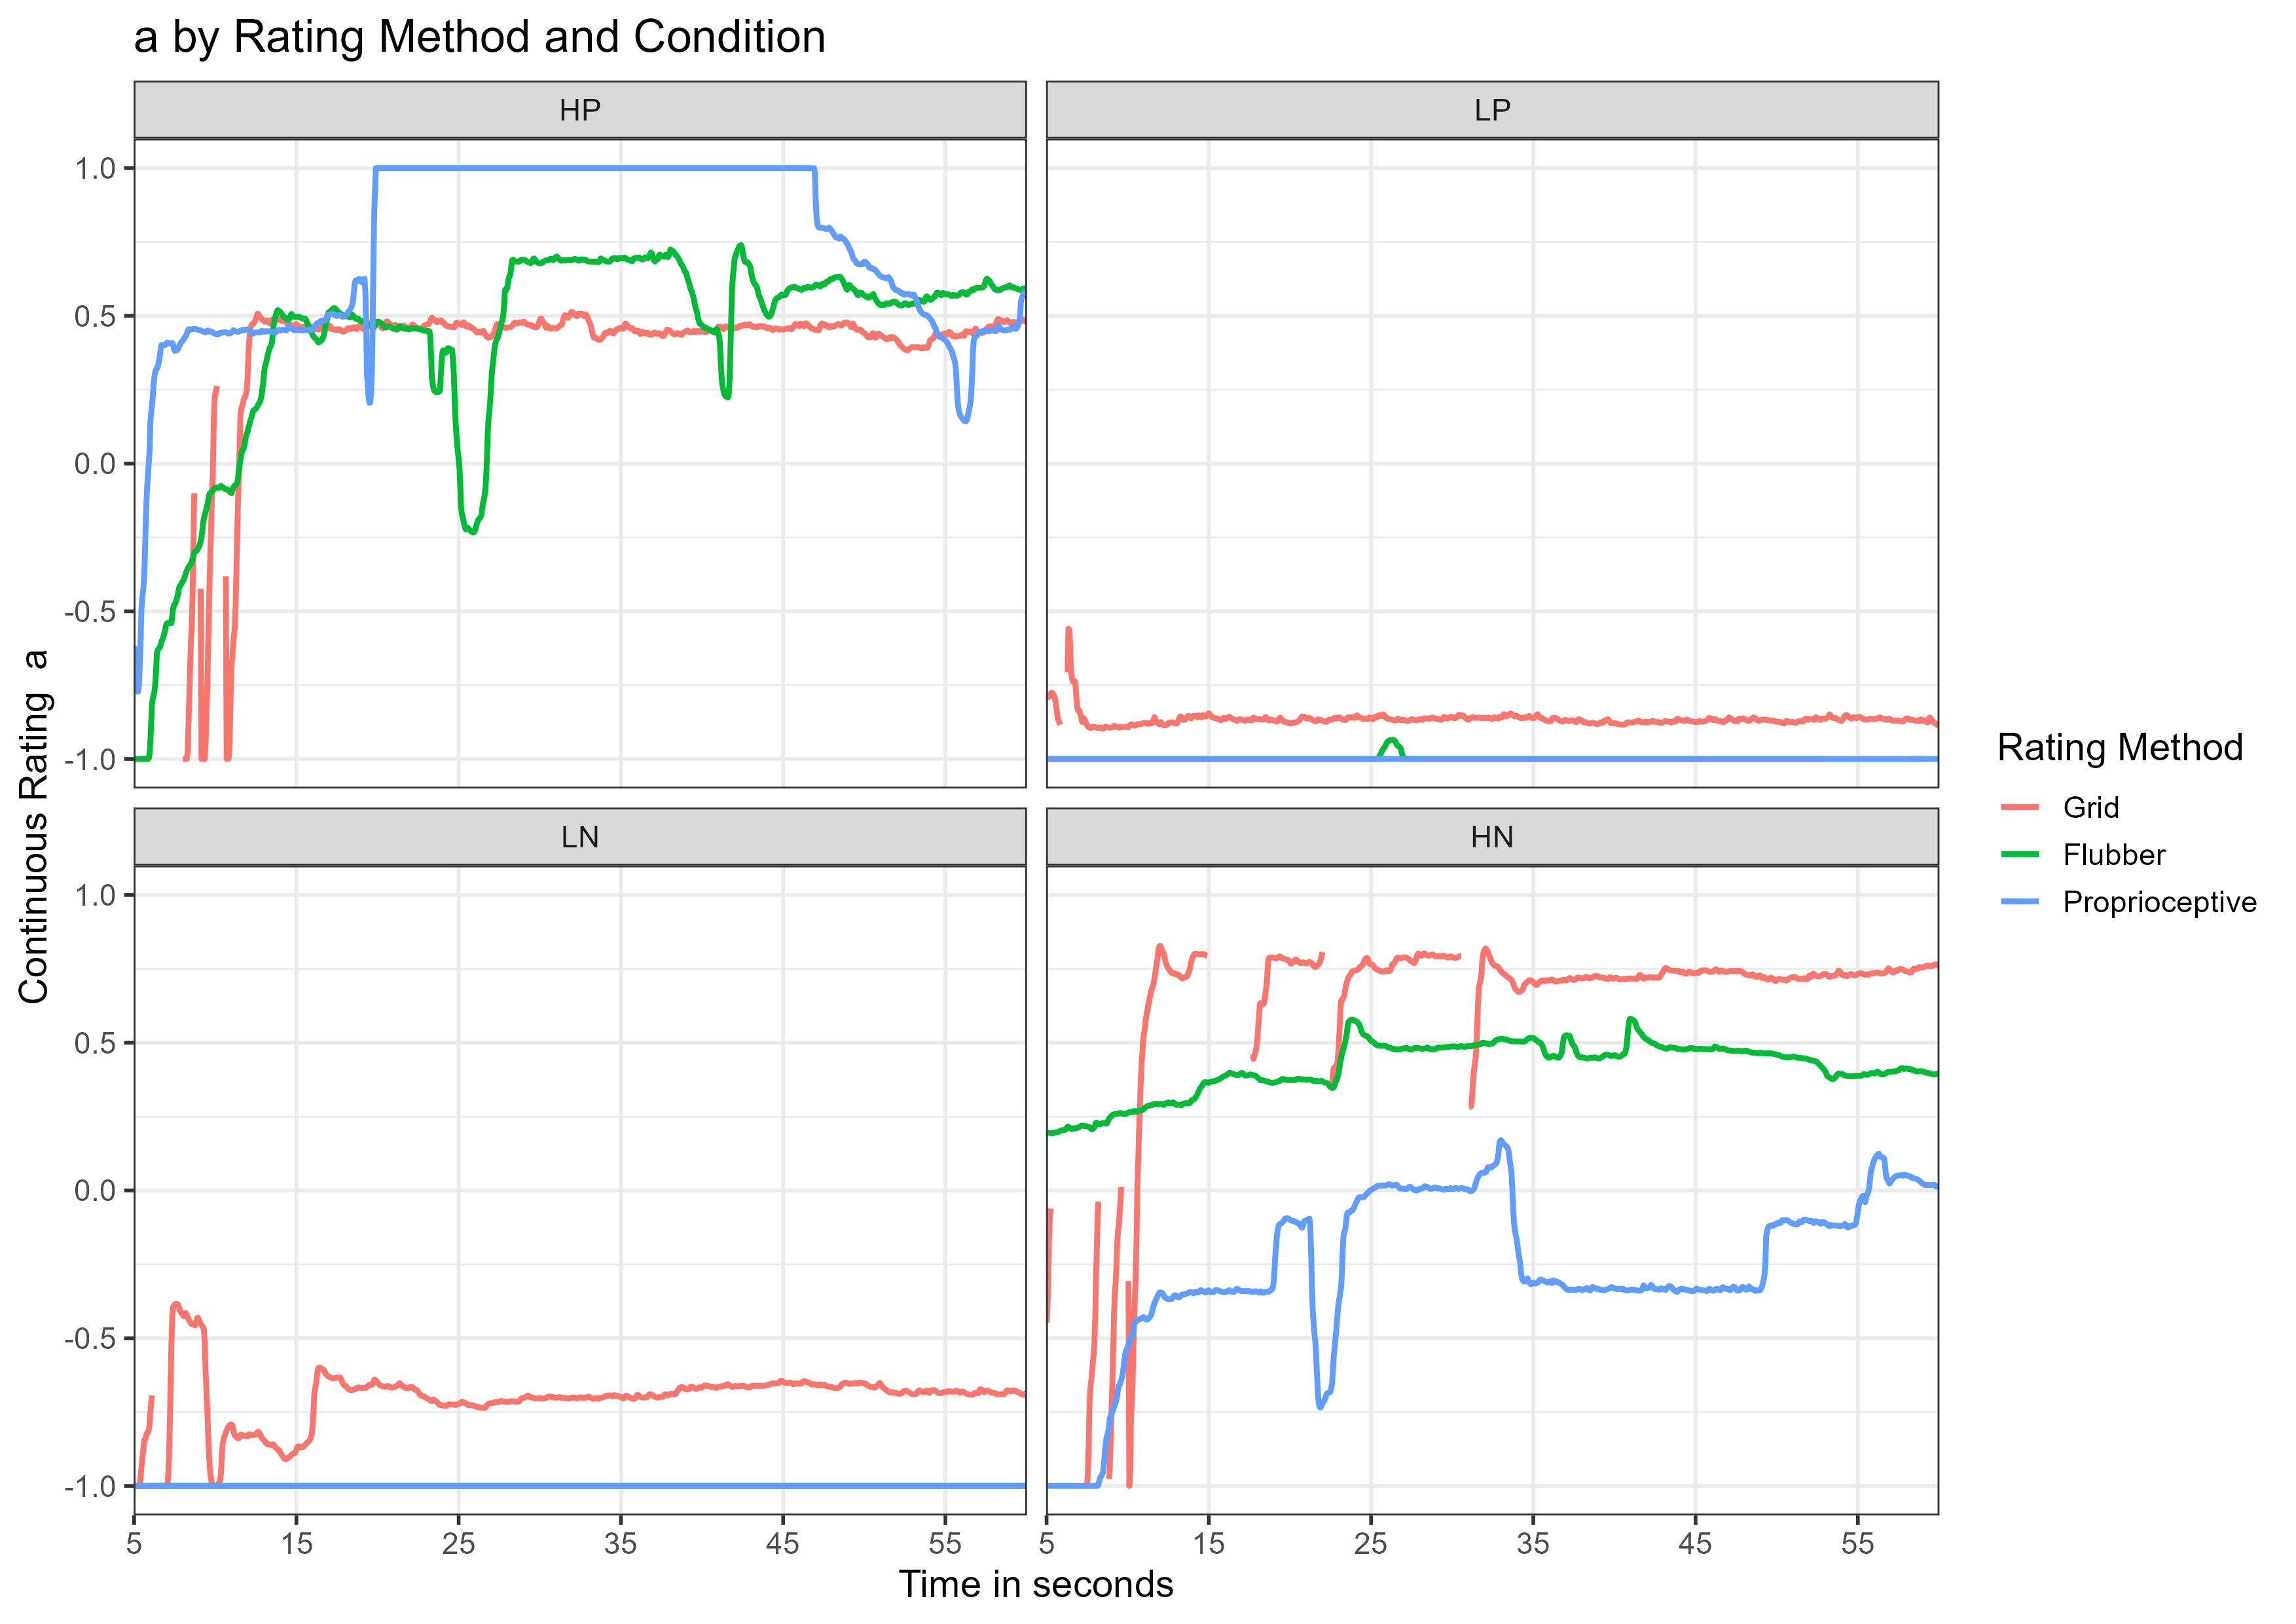 a by Rating Method and Condition
HP
LP
1.0
0.5
0.0
-0.5
-1.0
LN
HN
1.0
0.5
0.0
-0.5
-1.0
5 15 25 35 45 55
5 15 25 35 45 55
Time in seconds
Continuous Rating a
Rating Method
Grid
Flubber
Proprioceptive